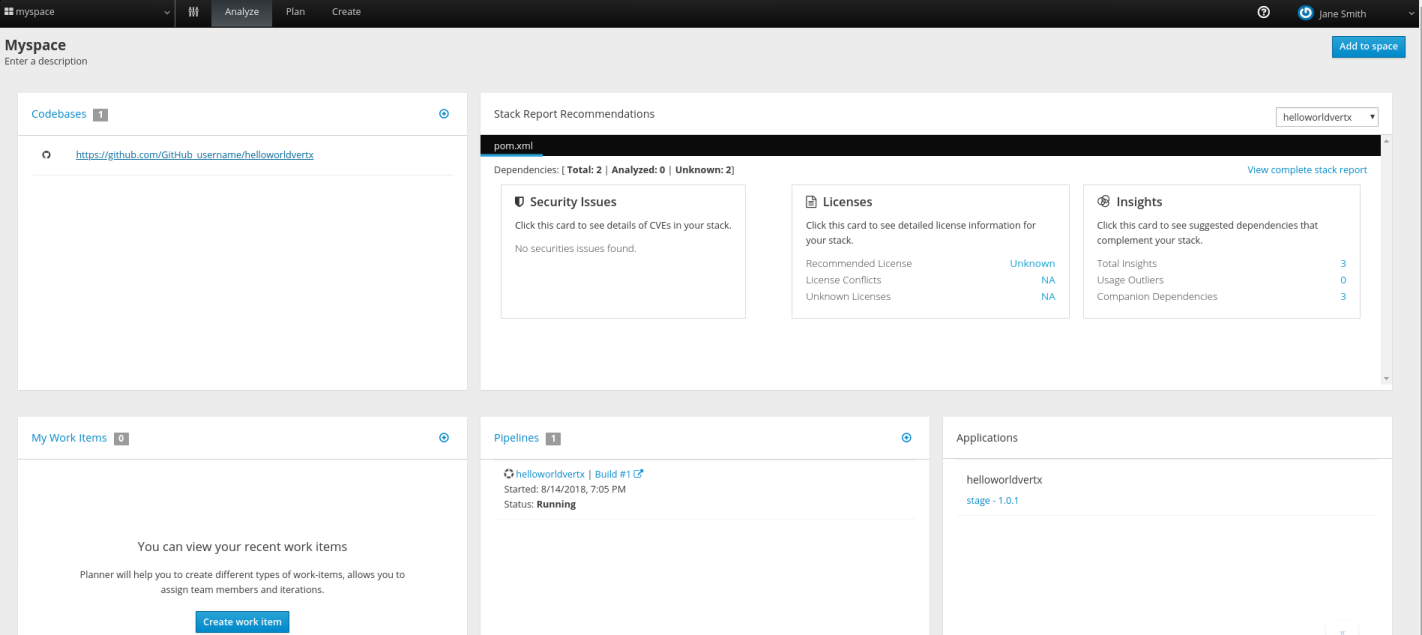 myspace
Analyze
Plan
Create
Jane Smith
Myspace
Enter a description
Add to space
Codebases 1
https://github.com/GitHub_username/helloworldvertx
Stack Report Recommendations
helloworldvertx
pom.xml
Dependencies: [ Total: 2 | Analyzed: 0 | Unknown: 2]
View complete stack report
Security Issues
Click this card to see details of CVEs in your stack.
No securities issues found.
Licenses
Click this card to see detailed license information for
your stack.
Recommended License Unknown
License Conflicts NA
Unknown Licenses NA
Insights
Click this card to see suggested dependencies that
complement your stack.
Total Insights 3
Usage Outliers 0
Companion Dependencies 3
My Work Items 0
You can view your recent work items
Planner will help you to create different types of work-items, allows you to
assign team members and iterations.
Create work item
Pipelines 1
helloworldvertx | Build #1
Started: 8/14/2018, 7:05 PM
Status: Running
Applications
helloworldvertx
stage - 1.0.1